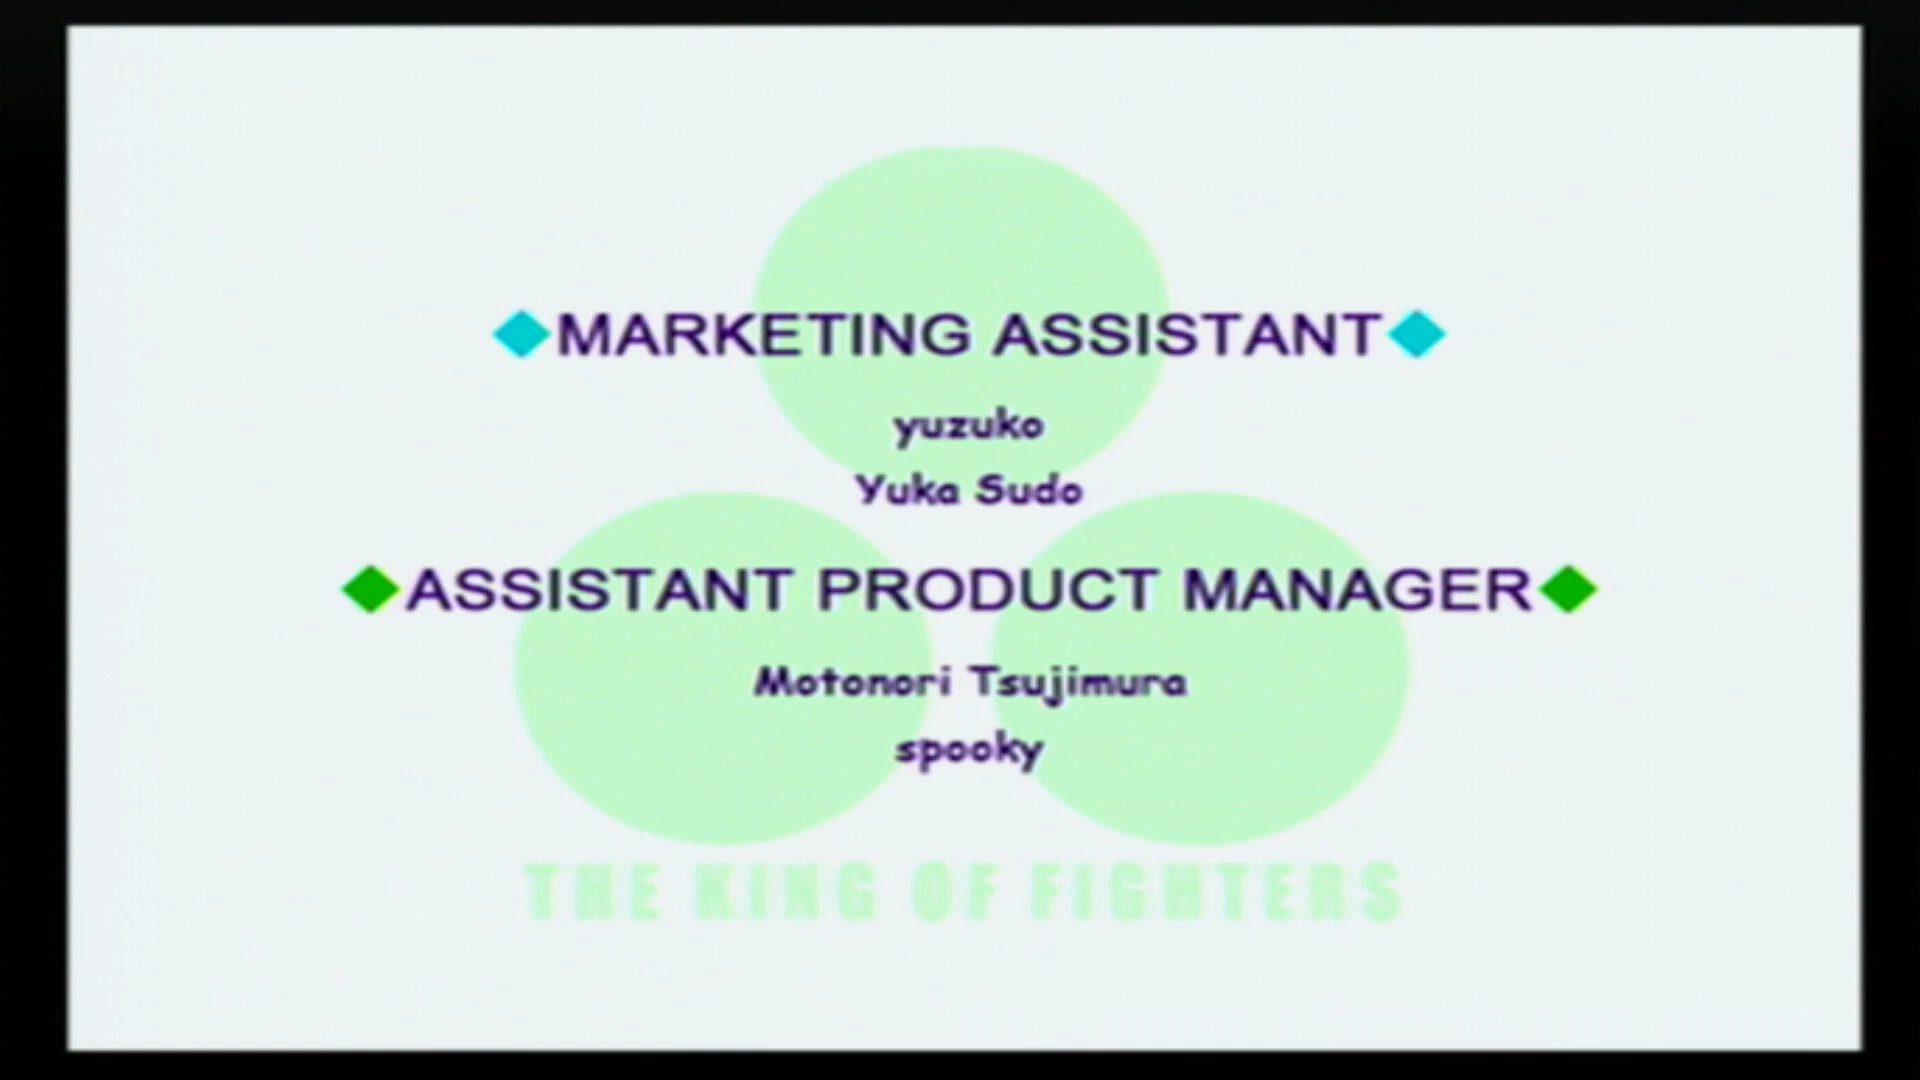 ◆MARKETING ASSISTANT◆
yuzuko
Yuka Sudo
◆ASSISTANT PRODUCT MANAGER◆
Motonori Tsujimura
spooky
THE KING OF FIGHTERS